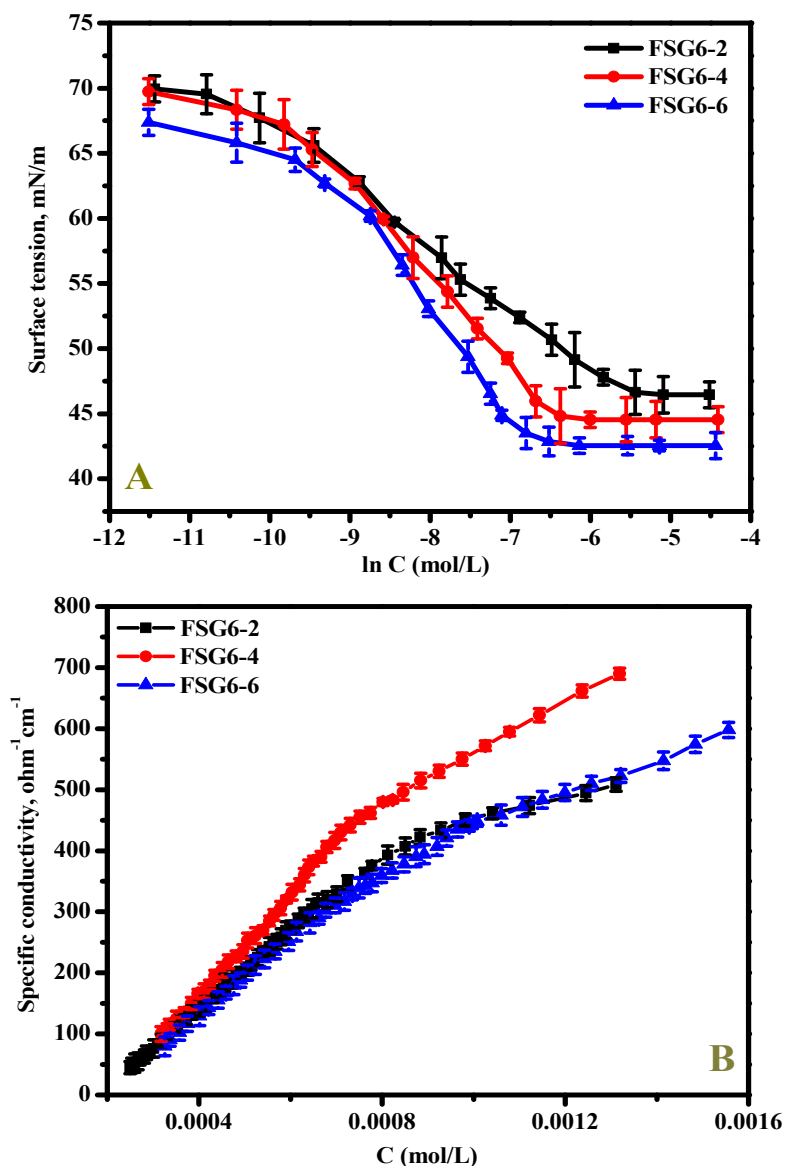 75
70
65
60
55
50
45
40
Surface tension, mN/m
FSG6-2
FSG6-4
FSG6-6
A
-12 -11 -10 -9 -8 -7 -6 -5 -4
ln C (mol/L)
800
700
600
500
400
300
200
100
0
Specific conductivity, ohm⁻¹cm⁻¹
FSG6-2
FSG6-4
FSG6-6
B
0.0004 0.0008 0.0012 0.0016
C (mol/L)